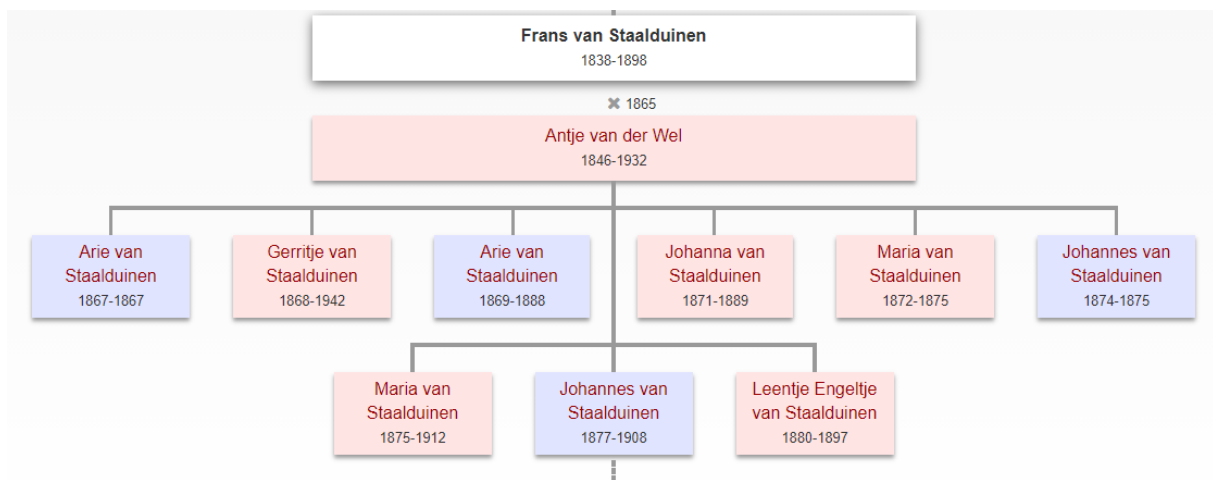 Frans van Staalduinen
1838-1898
✖ 1865
Antje van der Wel
1846-1932
Arie van
Staalduinen
1867-1867
Gerritje van
Staalduinen
1868-1942
Arie van
Staalduinen
1869-1888
Johanna van
Staalduinen
1871-1889
Maria van
Staalduinen
1872-1875
Johannes van
Staalduinen
1874-1875
Maria van
Staalduinen
1875-1912
Johannes van
Staalduinen
1877-1908
Leentje Engeltje
van Staalduinen
1880-1897